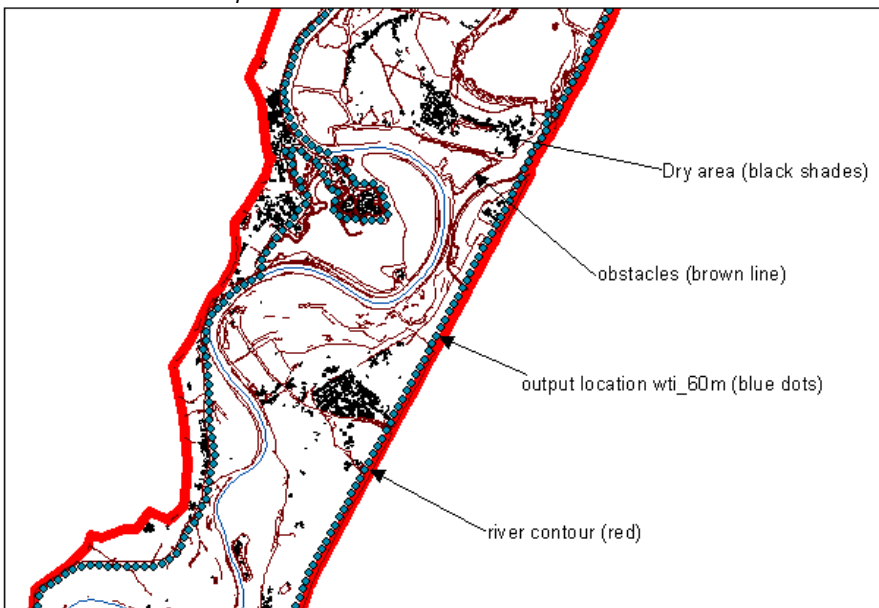 Dry area (black shades)
obstacles (brown line)
output location wti_60m (blue dots)
river contour (red)